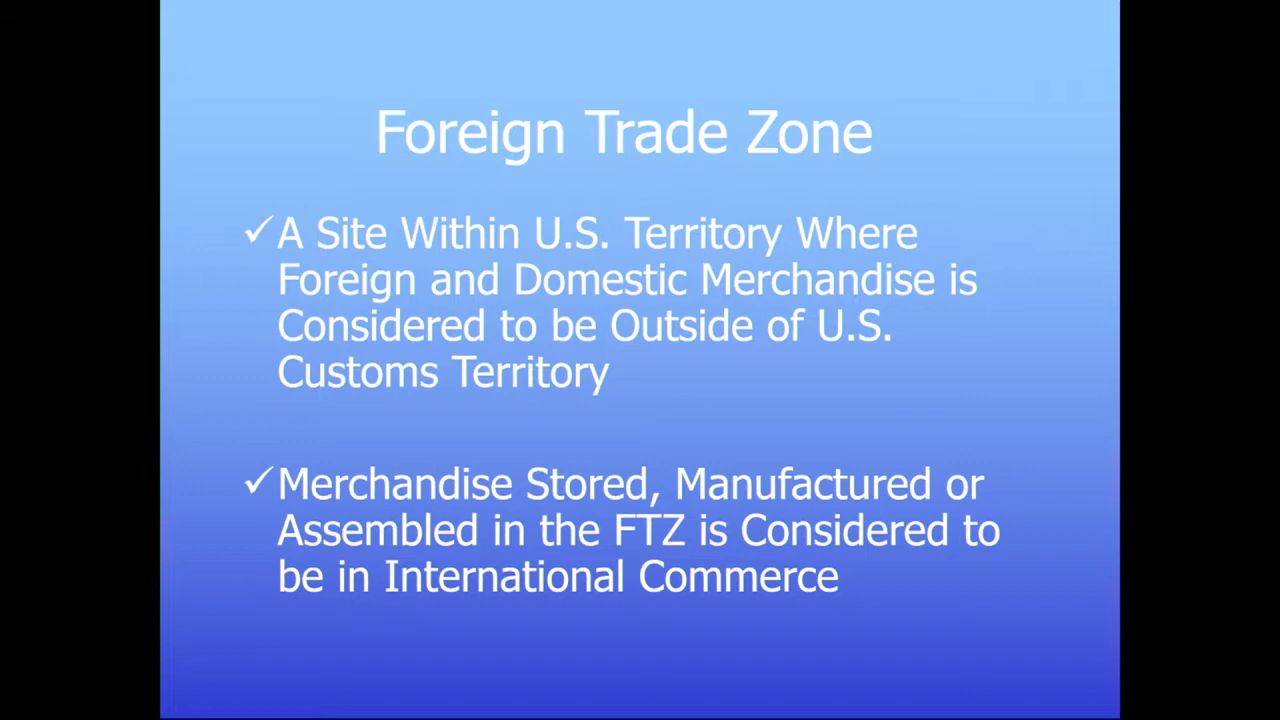 Foreign Trade Zone
✓A Site Within U.S. Territory Where
Foreign and Domestic Merchandise is
Considered to be Outside of U.S.
Customs Territory
✓Merchandise Stored, Manufactured or
Assembled in the FTZ is Considered to
be in International Commerce